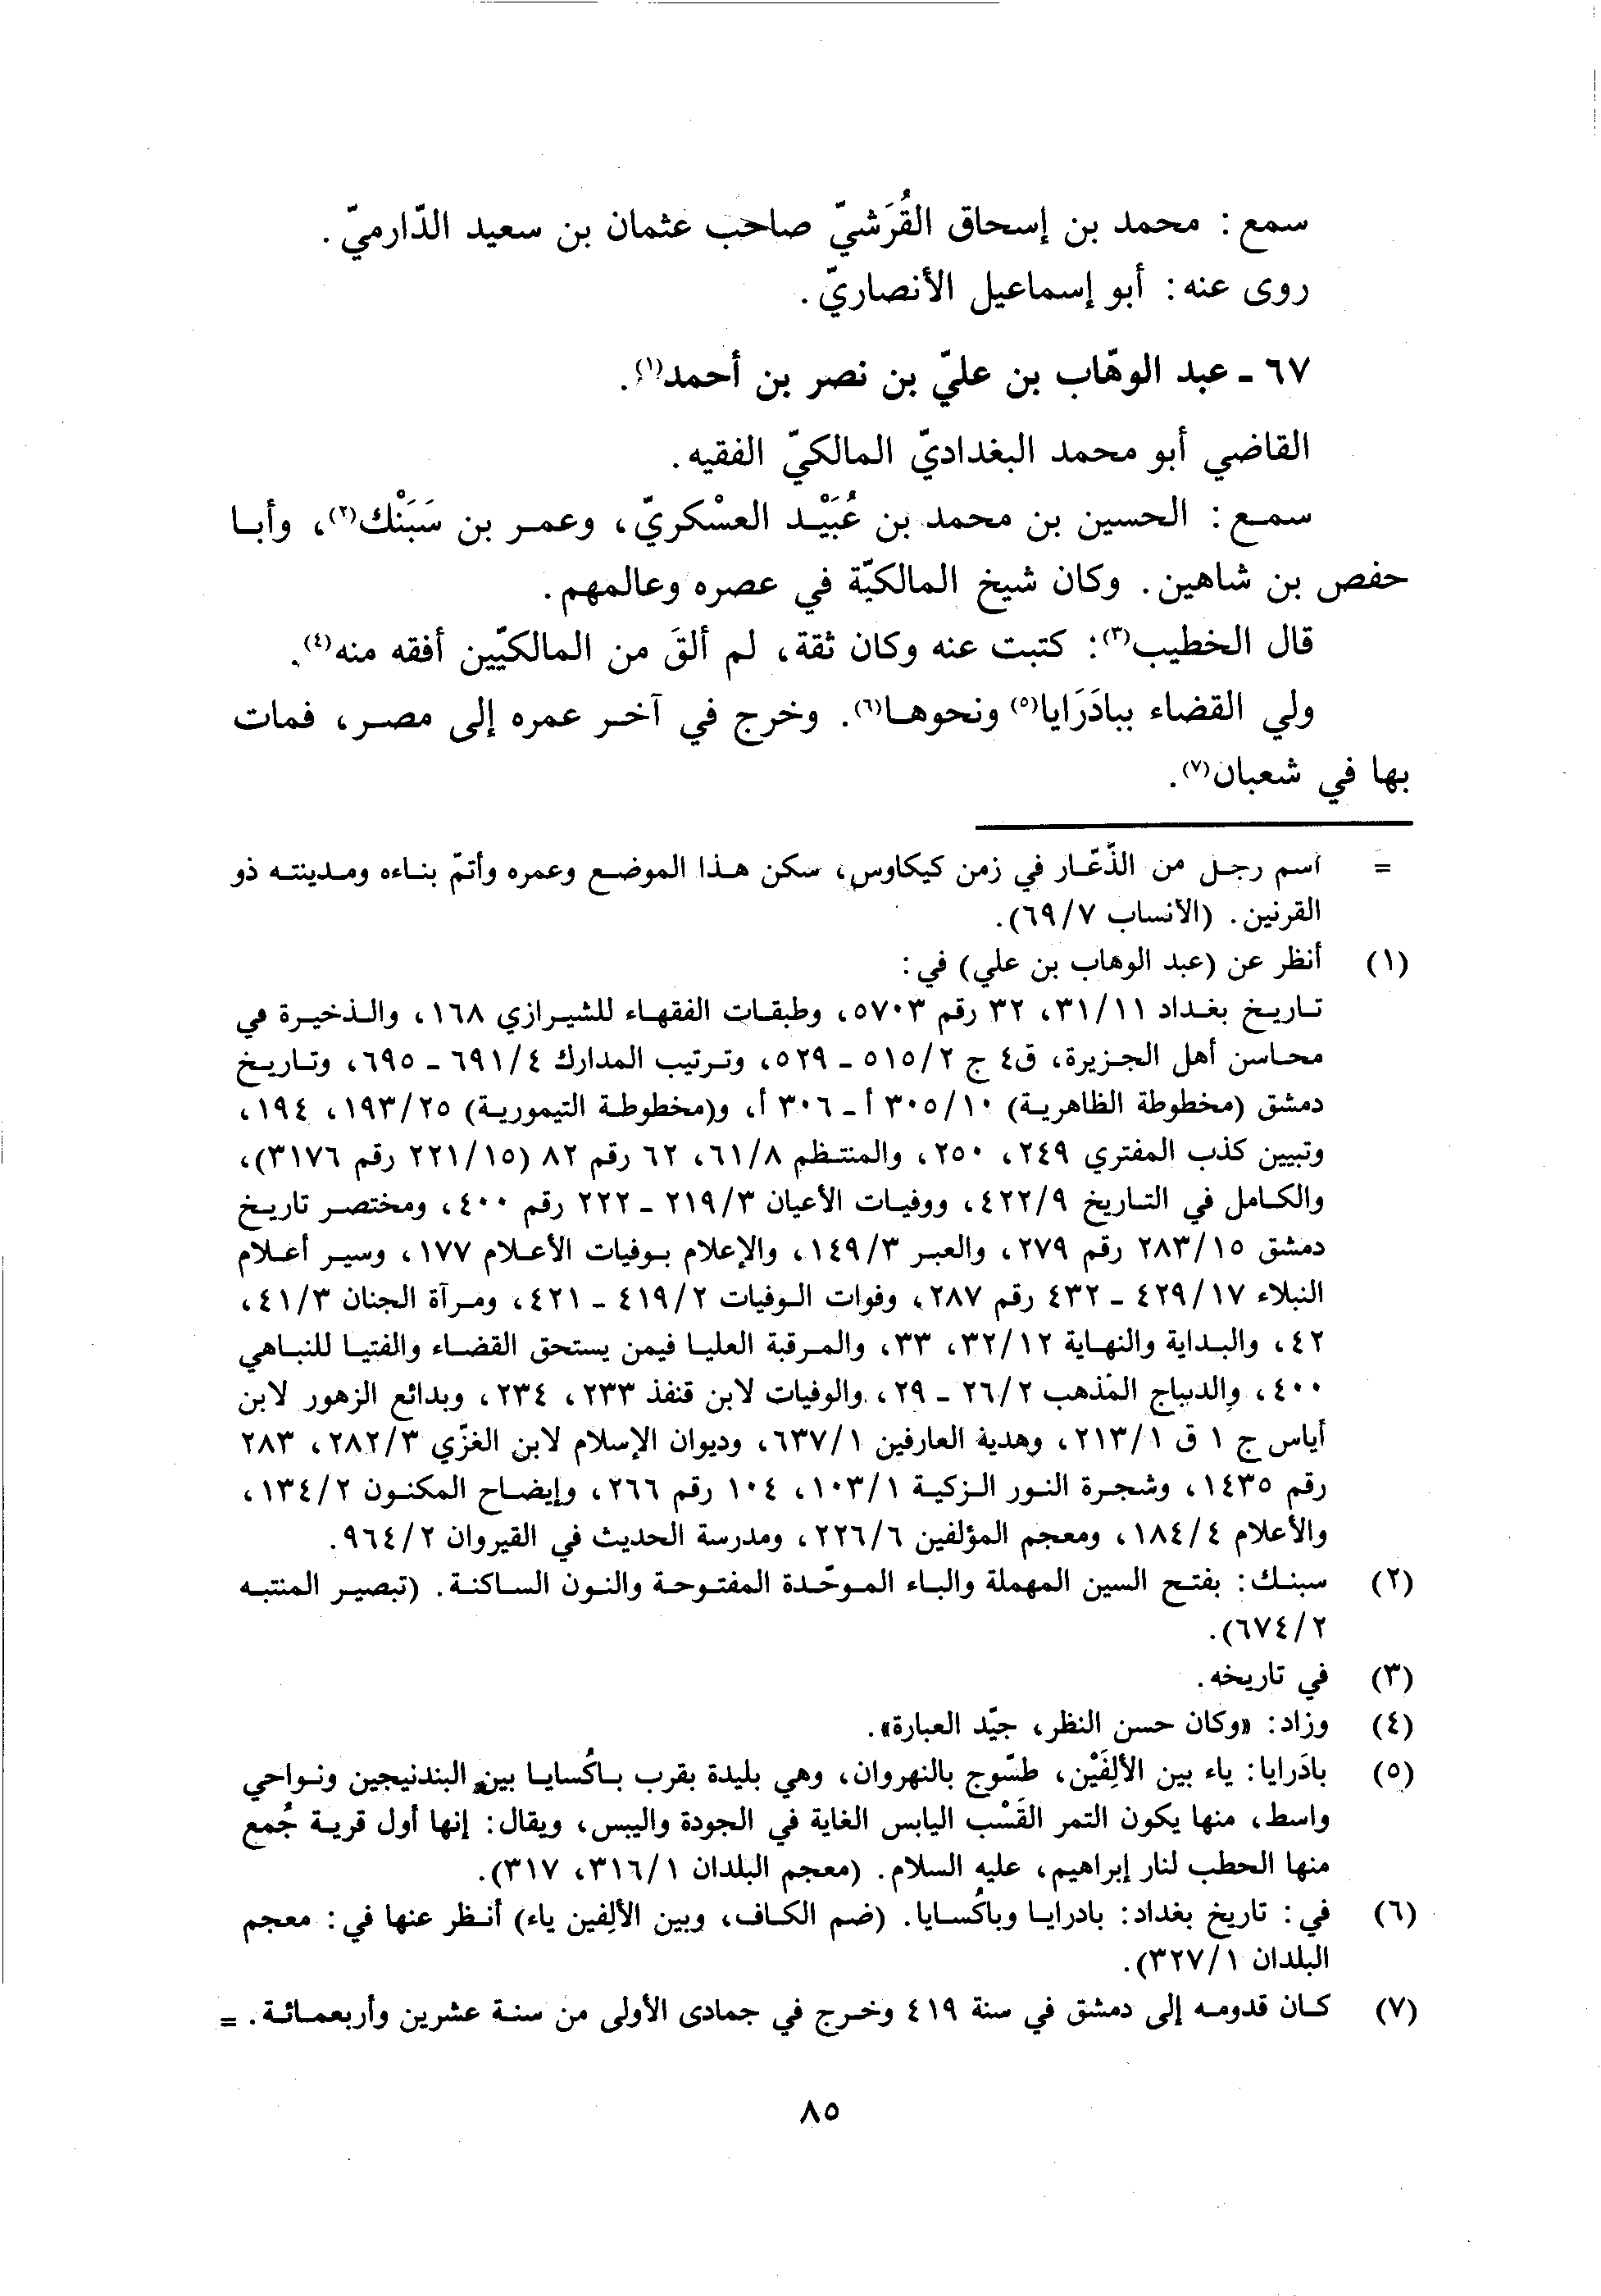 سمع: محمد بن إسحاق القُرَشيّ صاحب عثمان بن سعيد الدّارميّ.
روى عنه: أبو إسماعيل الأنصاريّ.
٦٧ - عبد الوهّاب بن عليّ بن نصر بن أحمد(١).
القاضي أبو محمد البغداديّ المالكيّ الفقيه.
سمع: الحسين بن محمد بن عُبَيْد العسْكريّ، وعمر بن سَبَنْك(٢)، وأبا
حفص بن شاهين. وكان شيخ المالكيّة في عصره وعالمهم.
قال الخطيب(٣): كتبت عنه وكان ثقة، لم ألقَ من المالكيّين أفقه منه(٤).
ولي القضاء ببادَرَايا(٥) ونحوها(٦). وخرج في آخر عمره إلى مصر، فمات
بها في شعبان(٧).
= اسم رجل من الذّعّار في زمن كيكاوس، سكن هذا الموضع وعمره وأتمّ بناءه ومدينته ذو
القرنين. (الأنساب ٦٩/٧).
(١) أنظر عن (عبد الوهاب بن علي) في:
تاريخ بغداد ٣١/١١، ٣٢ رقم ٥٧٠٣، وطبقات الفقهاء للشيرازي ١٦٨، والذخيرة في
محاسن أهل الجزيرة، ق٤ ج ٥١٥/٢ - ٥٢٩، وترتيب المدارك ٦٩١/٤ - ٦٩٥، وتاريخ
دمشق (مخطوطة الظاهرية) ٣٠٥/١٠ أ - ٣٠٦ أ، و(مخطوطة التيمورية) ١٩٣/٢٥، ١٩٤،
وتبيين كذب المفتري ٢٤٩، ٢٥٠، والمنتظم ٦١/٨، ٦٢ رقم ٨٢ (٢٢١/١٥ رقم ٣١٧٦)،
والكامل في التاريخ ٤٢٢/٩، ووفيات الأعيان ٢١٩/٣ - ٢٢٢ رقم ٤٠٠، ومختصر تاريخ
دمشق ٢٨٣/١٥ رقم ٢٧٩، والعبر ١٤٩/٣، والإعلام بوفيات الأعلام ١٧٧، وسير أعلام
النبلاء ٤٢٩/١٧ - ٤٣٢ رقم ٢٨٧، وفوات الوفيات ٤١٩/٢ - ٤٢١، ومرآة الجنان ٤١/٣،
٤٢، والبداية والنهاية ٣٢/١٢، ٣٣، والمرقبة العليا فيمن يستحق القضاء والفتيا للنباهي
٤٠٠، والديباج المذهب ٢٦/٢ - ٢٩، والوفيات لابن قنفذ ٢٣٣، ٢٣٤، وبدائع الزهور لابن
أياس ج ١ ق ٢١٣/١، وهدية العارفين ٦٣٧/١، وديوان الإسلام لابن الغزّي ٢٨٢/٣، ٢٨٣
رقم ١٤٣٥، وشجرة النور الزكية ١٠٣/١، ١٠٤ رقم ٢٦٦، وإيضاح المكنون ١٣٤/٢،
والأعلام ١٨٤/٤، ومعجم المؤلفين ٢٢٦/٦، ومدرسة الحديث في القيروان ٩٦٤/٢.
(٢) سبنك: بفتح السين المهملة والباء الموحّدة المفتوحة والنون الساكنة. (تبصير المنتبه
٦٧٤/٢).
(٣) في تاريخه.
(٤) وزاد: «وكان حسن النظر، جيّد العبارة».
(٥) بادَرايا: ياء بين الألِفَيْن، طسّوج بالنهروان، وهي بليدة بقرب باكُسايا بين البندنيجين ونواحي
واسط، منها يكون التمر القَسْب اليابس الغاية في الجودة واليبس، ويقال: إنها أول قرية جُمع
منها الحطب لنار إبراهيم، عليه السلام. (معجم البلدان ٣١٦/١، ٣١٧).
(٦) في: تاريخ بغداد: بادرايا وباكُسايا. (ضم الكاف، وبين الألِفين ياء) أنظر عنها في: معجم
البلدان ٣٢٧/١).
(٧) كان قدومه إلى دمشق في سنة ٤١٩ وخرج في جمادى الأولى من سنة عشرين وأربعمائة. =
٨٥